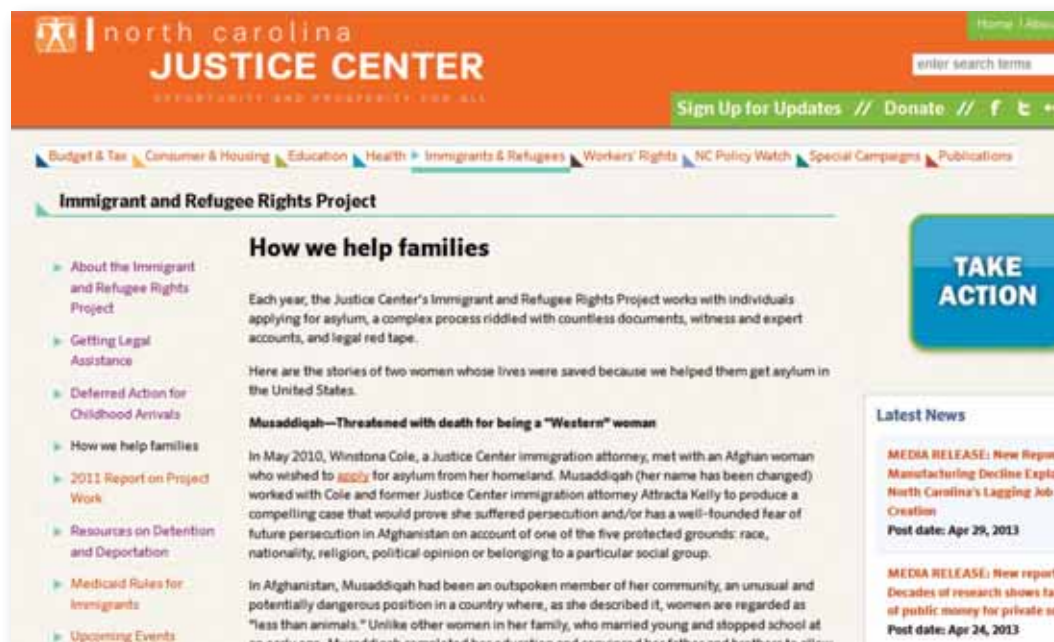 north carolina
JUSTICE CENTER
OPPORTUNITY AND PROSPERITY FOR ALL
Home | Abou
enter search terms
Sign Up for Updates // Donate //
Budget & Tax Consumer & Housing Education Health Immigrants & Refugees Workers' Rights NC Policy Watch Special Campaigns Publications
Immigrant and Refugee Rights Project
About the Immigrant
and Refugee Rights
Project
Getting Legal
Assistance
Deferred Action for
Childhood Arrivals
How we help families
2011 Report on Project
Work
Resources on Detention
and Deportation
Medicaid Rules for
Immigrants
Upcoming Events
How we help families
Each year, the Justice Center's Immigrant and Refugee Rights Project works with individuals
applying for asylum, a complex process riddled with countless documents, witness and expert
accounts, and legal red tape.
Here are the stories of two women whose lives were saved because we helped them get asylum in
the United States.
Musaddiqah—Threatened with death for being a "Western" woman
In May 2010, Winstona Cole, a Justice Center immigration attorney, met with an Afghan woman
who wished to apply for asylum from her homeland. Musaddiqah (her name has been changed)
worked with Cole and former Justice Center immigration attorney Attracta Kelly to produce a
compelling case that would prove she suffered persecution and/or has a well-founded fear of
future persecution in Afghanistan on account of one of the five protected grounds: race,
nationality, religion, political opinion or belonging to a particular social group.
In Afghanistan, Musaddiqah had been an outspoken member of her community, an unusual and
potentially dangerous position in a country where, as she described it, women are regarded as
"less than animals." Unlike other women in her family, who married young and stopped school at
TAKE
ACTION
Latest News
MEDIA RELEASE: New Repor
Manufacturing Decline Expla
North Carolina's Lagging Job
Creation
Post date: Apr 29, 2013
MEDIA RELEASE: New report
Decades of research shows ta
of public money for private s
Post date: Apr 24, 2013